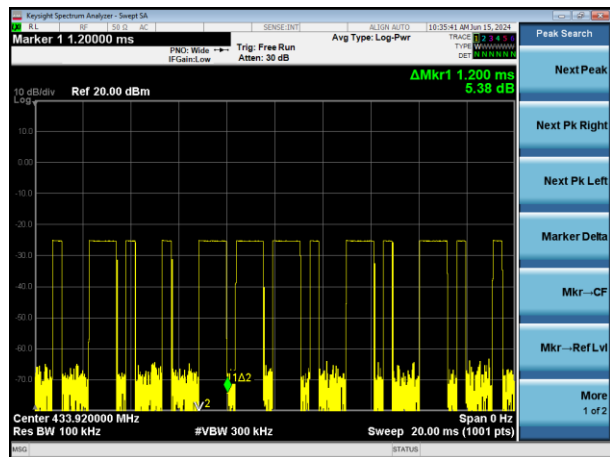 Keysight Spectrum Analyzer - Swept SA
RL RF 50 Ω AC SENSE:INT ALIGN AUTO 10:35:41 AM Jun 15, 2024
Marker 1 1.20000 ms
PNO: Wide
IFGain:Low
Trig: Free Run
Atten: 30 dB
Avg Type: Log-Pwr
TRACE 1 2 3 4 5 6
TYPE WWWWWW
DET N N N N N N
Peak Search
Next Peak
Next Pk Right
Next Pk Left
Marker Delta
Mkr→CF
Mkr→Ref Lvl
More
1 of 2
ΔMkr1 1.200 ms
5.38 dB
10 dB/div Ref 20.00 dBm
Log
10.0
0.00
-10.0
-20.0
-30.0
-40.0
-50.0
-60.0
-70.0
1Δ2
2
Center 433.920000 MHz Span 0 Hz
Res BW 100 kHz #VBW 300 kHz Sweep 20.00 ms (1001 pts)
MSG STATUS